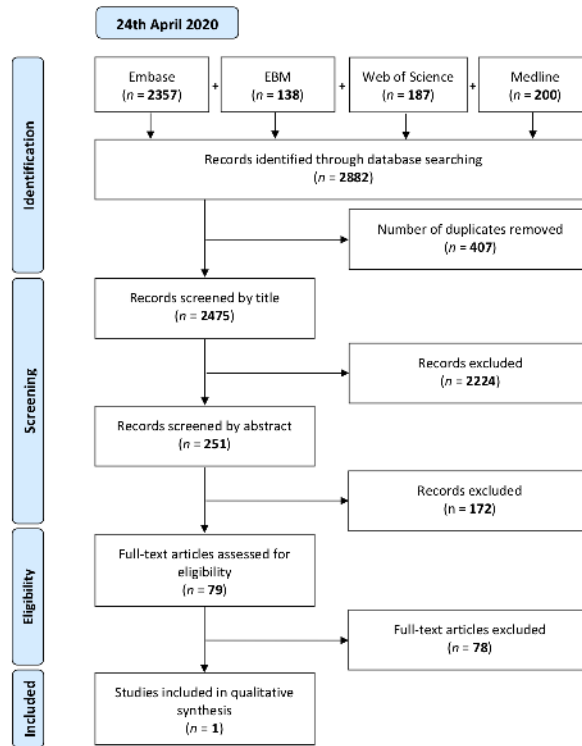 24th April 2020
Identification
Embase
(n = 2357)
+
EBM
(n = 138)
+
Web of Science
(n = 187)
+
Medline
(n = 200)
Records identified through database searching
(n = 2882)
Number of duplicates removed
(n = 407)
Screening
Records screened by title
(n = 2475)
Records excluded
(n = 2224)
Records screened by abstract
(n = 251)
Records excluded
(n = 172)
Eligibility
Full-text articles assessed for
eligibility
(n = 79)
Full-text articles excluded
(n = 78)
Included
Studies included in qualitative
synthesis
(n = 1)